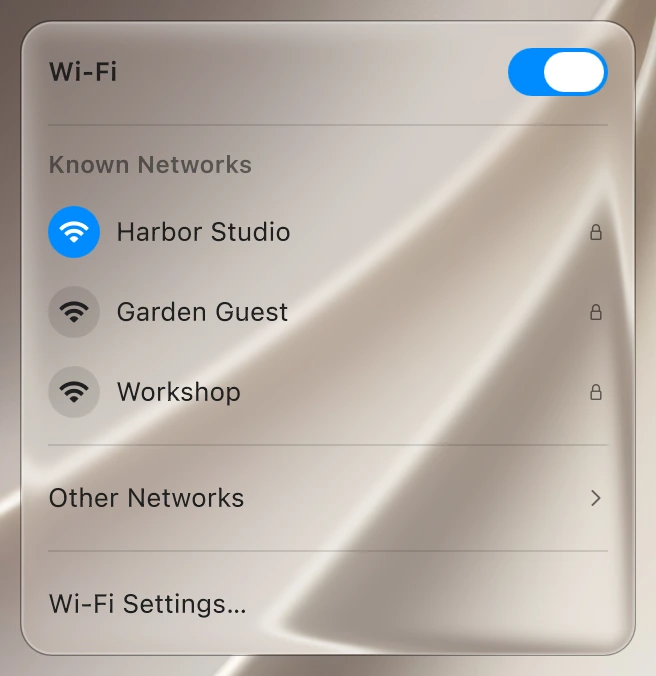 Wi-Fi
Known Networks
Harbor Studio
Garden Guest
Workshop
Other Networks
Wi-Fi Settings...